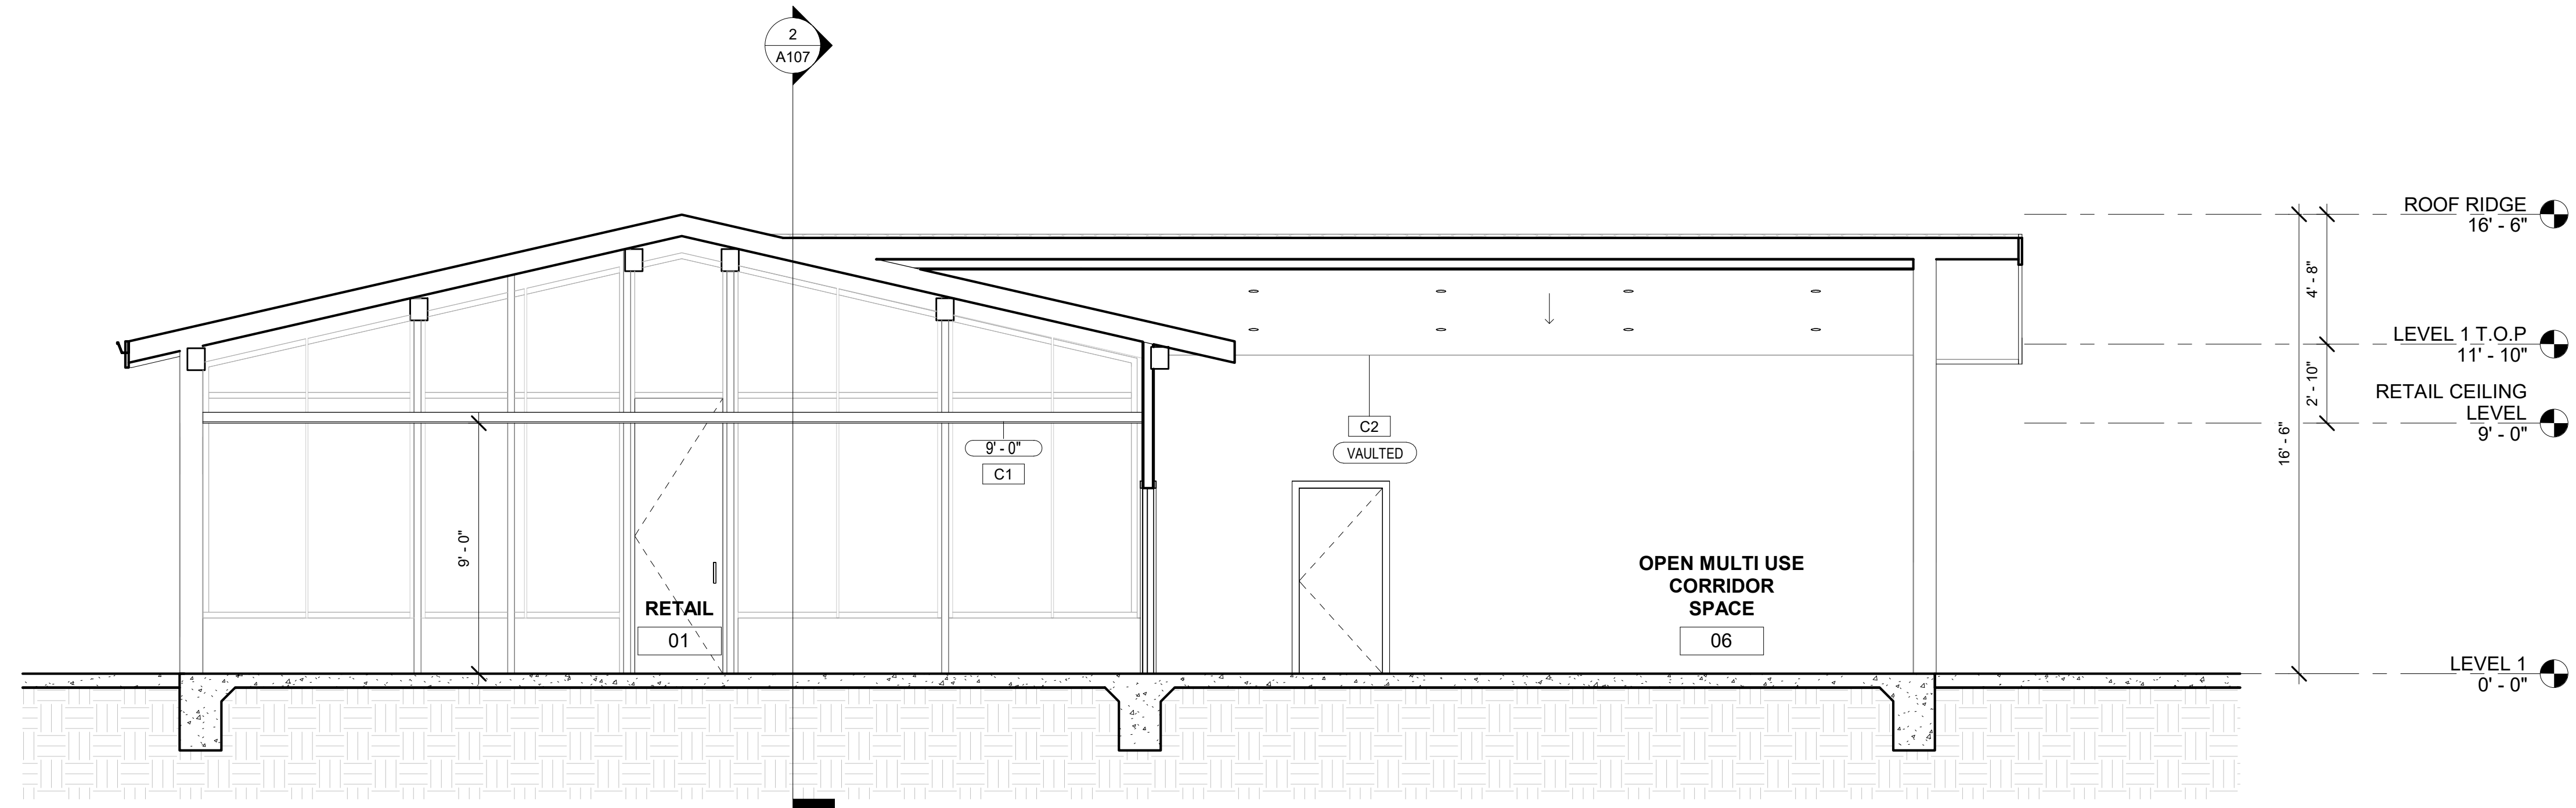 2
A107
ROOF RIDGE
16' - 6"
4' - 8"
LEVEL 1 T.O.P
11' - 10"
2' - 10"
RETAIL CEILING
LEVEL
9' - 0"
16' - 6"
C2
VAULTED
9' - 0"
C1
9' - 0"
RETAIL
01
OPEN MULTI USE
CORRIDOR
SPACE
06
LEVEL 1
0' - 0"